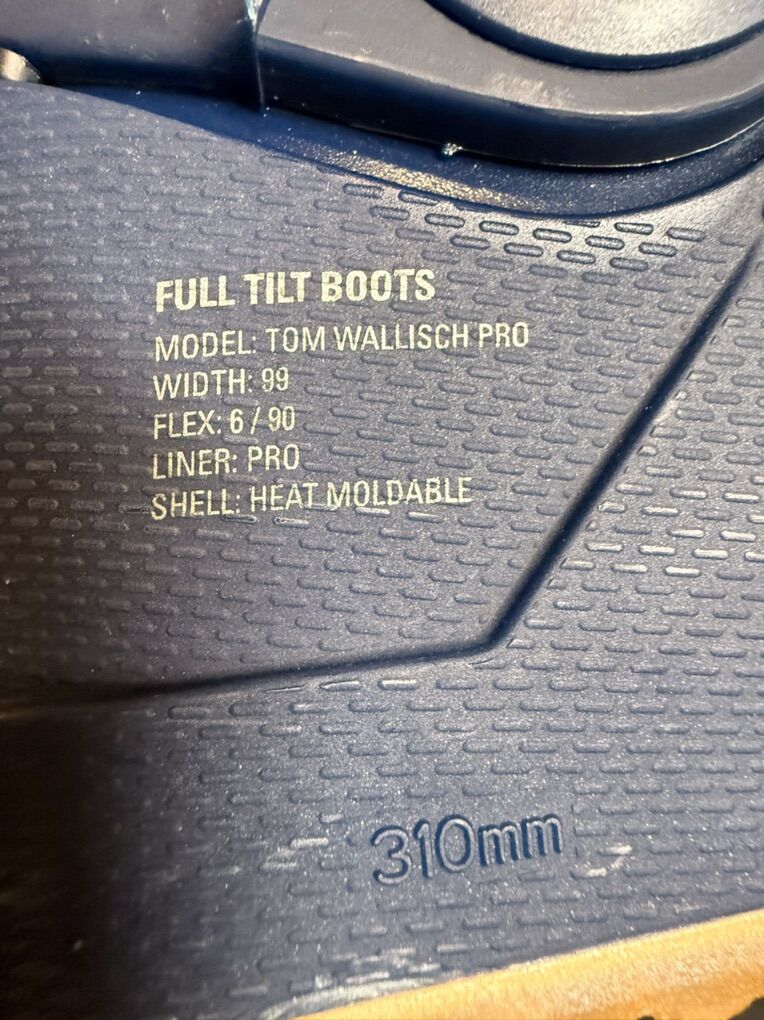 FULL TILT BOOTS
MODEL: TOM WALLISCH PRO
WIDTH: 99
FLEX: 6 / 90
LINER: PRO
SHELL: HEAT MOLDABLE
310mm